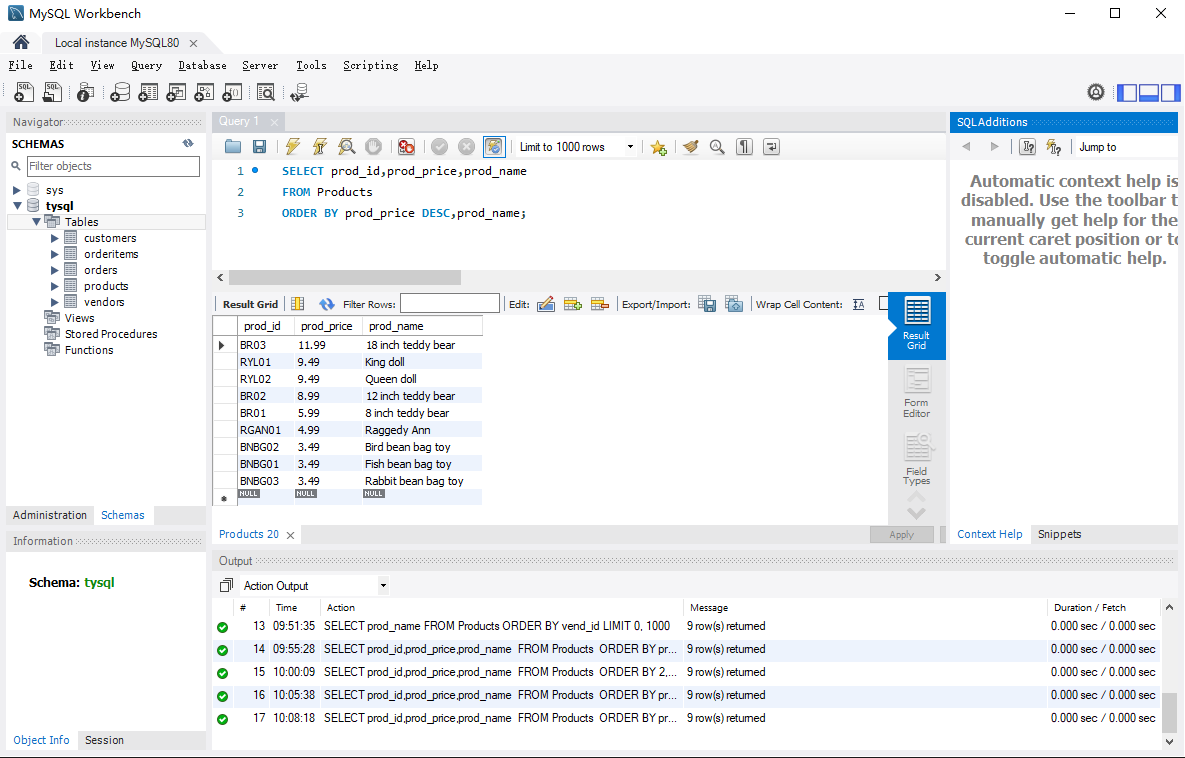 MySQL Workbench
Local instance MySQL80
File Edit View Query Database Server Tools Scripting Help
Navigator
SCHEMAS
Filter objects
sys
tysql
Tables
customers
orderitems
orders
products
vendors
Views
Stored Procedures
Functions
Administration Schemas
Information
Schema: tysql
Object Info Session
Query 1
Limit to 1000 rows
1 SELECT prod_id,prod_price,prod_name
2 FROM Products
3 ORDER BY prod_price DESC,prod_name;
Result Grid Filter Rows: Edit: Export/Import: Wrap Cell Content:
prod_id prod_price prod_name
BR03 11.99 18 inch teddy bear
RYL01 9.49 King doll
RYL02 9.49 Queen doll
BR02 8.99 12 inch teddy bear
BR01 5.99 8 inch teddy bear
RGAN01 4.99 Raggedy Ann
BNBG02 3.49 Bird bean bag toy
BNBG01 3.49 Fish bean bag toy
BNBG03 3.49 Rabbit bean bag toy
NULL NULL NULL
Result
Grid
Form
Editor
Field
Types
Products 20
Apply
SQLAdditions
Jump to
Automatic context help is
disabled. Use the toolbar t
manually get help for the
current caret position or to
toggle automatic help.
Context Help Snippets
Output
Action Output
# Time Action Message Duration / Fetch
13 09:51:35 SELECT prod_name FROM Products ORDER BY vend_id LIMIT 0, 1000 9 row(s) returned 0.000 sec / 0.000 sec
14 09:55:28 SELECT prod_id,prod_price,prod_name FROM Products ORDER BY pr... 9 row(s) returned 0.000 sec / 0.000 sec
15 10:00:09 SELECT prod_id,prod_price,prod_name FROM Products ORDER BY 2,... 9 row(s) returned 0.000 sec / 0.000 sec
16 10:05:38 SELECT prod_id,prod_price,prod_name FROM Products ORDER BY pr... 9 row(s) returned 0.000 sec / 0.000 sec
17 10:08:18 SELECT prod_id,prod_price,prod_name FROM Products ORDER BY pr... 9 row(s) returned 0.000 sec / 0.000 sec